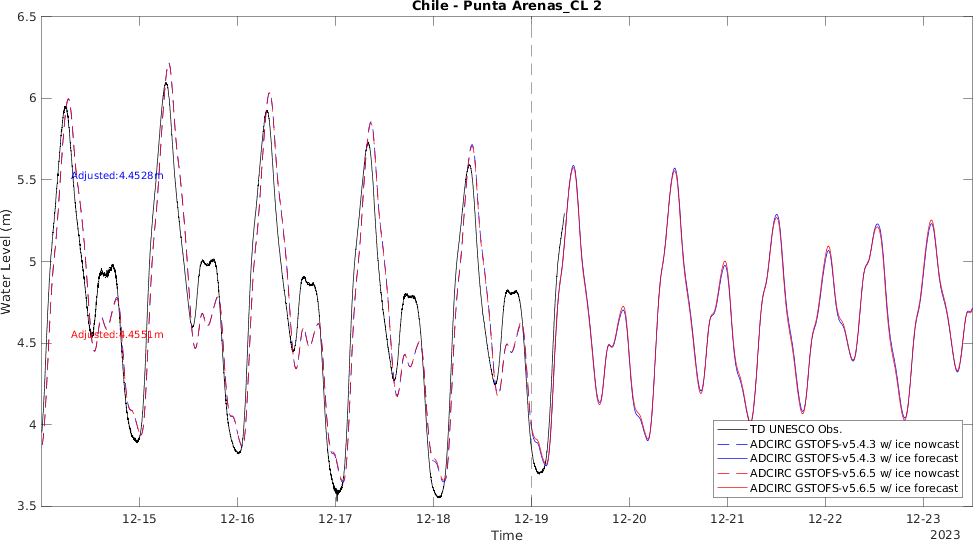 Chile - Punta Arenas_CL 2
6.5
6
5.5
5
4.5
4
3.5
Water Level (m)
Adjusted:4.4528m
Adjusted:4.4551m
TD UNESCO Obs.
ADCIRC GSTOFS-v5.4.3 w/ ice nowcast
ADCIRC GSTOFS-v5.4.3 w/ ice forecast
ADCIRC GSTOFS-v5.6.5 w/ ice nowcast
ADCIRC GSTOFS-v5.6.5 w/ ice forecast
12-15 12-16 12-17 12-18 12-19 12-20 12-21 12-22 12-23
Time
2023